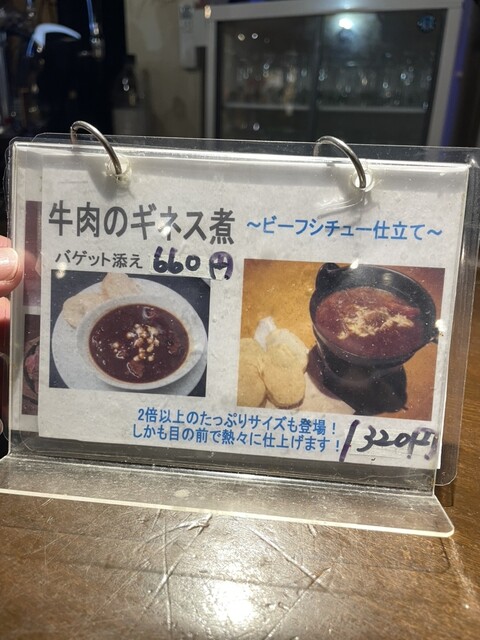 牛肉のギネス煮 ～ビーフシチュー仕立て～
バゲット添え 660円
2倍以上のたっぷりサイズも登場！
しかも目の前で熱々に仕上げます！ 1320円